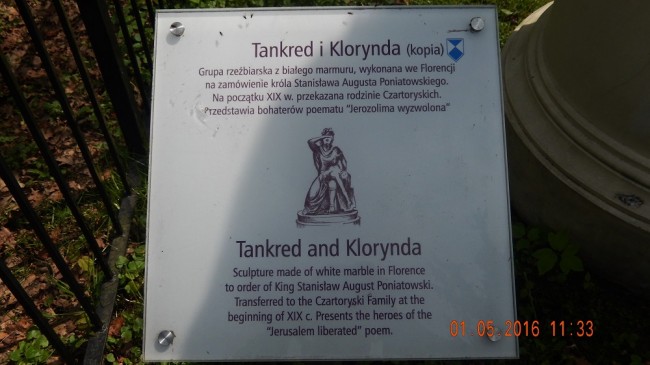 Tankred i Klorynda (kopia)
Grupa rzeźbiarska z białego marmuru, wykonana we Florencji
na zamówienie króla Stanisława Augusta Poniatowskiego.
Na początku XIX w. przekazana rodzinie Czartoryskich.
Przedstawia bohaterów poematu "Jerozolima wyzwolona"
Tankred and Klorynda
Sculpture made of white marble in Florence
to order of King Stanisław August Poniatowski.
Transferred to the Czartoryski Family at the
beginning of XIX c. Presents the heroes of the
"Jerusalem liberated" poem.
01.05.2016 11:33